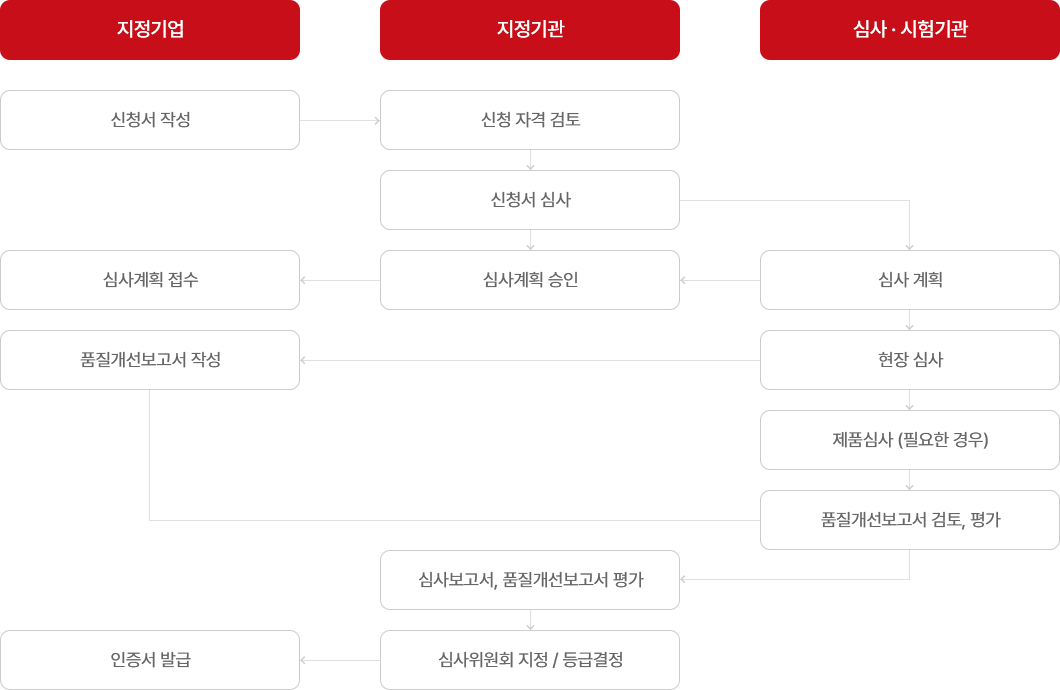 지정기업
지정기관
심사 · 시험기관
신청서 작성
신청 자격 검토
신청서 심사
심사계획 접수
심사계획 승인
심사 계획
품질개선보고서 작성
현장 심사
제품심사 (필요한 경우)
품질개선보고서 검토, 평가
심사보고서, 품질개선보고서 평가
인증서 발급
심사위원회 지정 / 등급결정